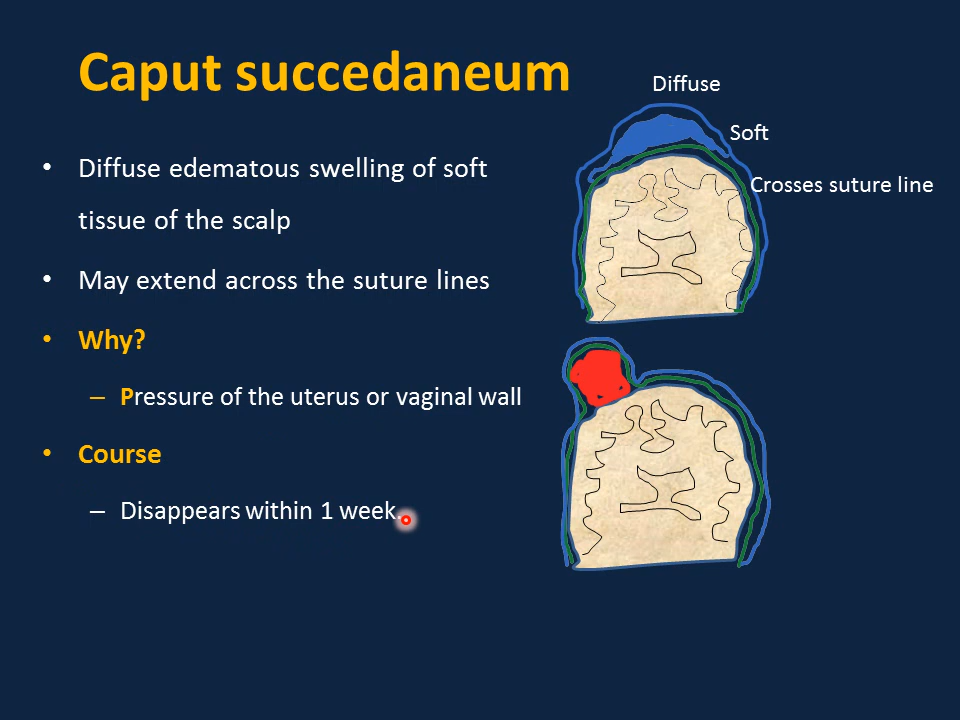 Caput succedaneum
Diffuse
Soft
Crosses suture line
• Diffuse edematous swelling of soft
tissue of the scalp
• May extend across the suture lines
• Why?
– Pressure of the uterus or vaginal wall
• Course
– Disappears within 1 week.